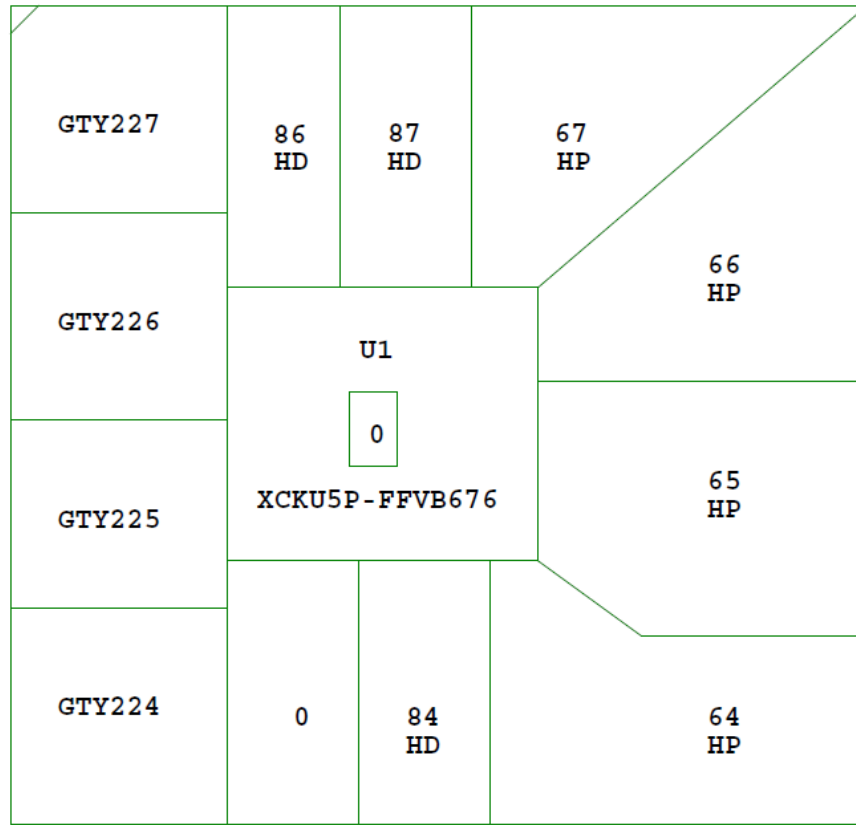 GTY227
86
HD
87
HD
67
HP
66
HP
GTY226
U1
0
XCKU5P-FFVB676
65
HP
GTY225
GTY224
0
84
HD
64
HP